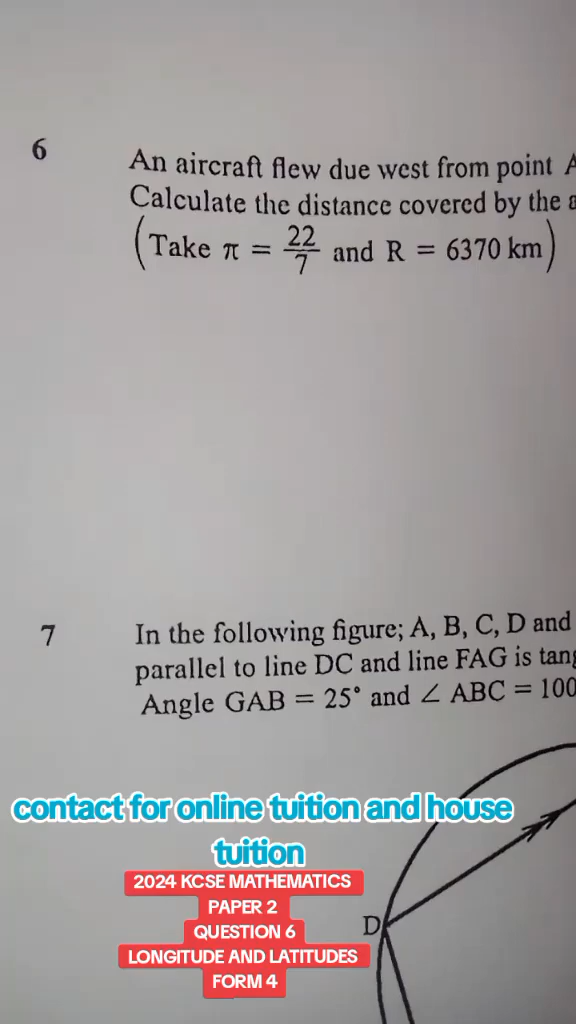 6
An aircraft flew due west from point A
Calculate the distance covered by the a
(Take π = 22/7 and R = 6370 km)
7
In the following figure; A, B, C, D and
parallel to line DC and line FAG is tang
Angle GAB = 25° and ∠ ABC = 100
D
contact for online tuition and house
tuition
2024 KCSE MATHEMATICS
PAPER 2
QUESTION 6
LONGITUDE AND LATITUDES
FORM 4